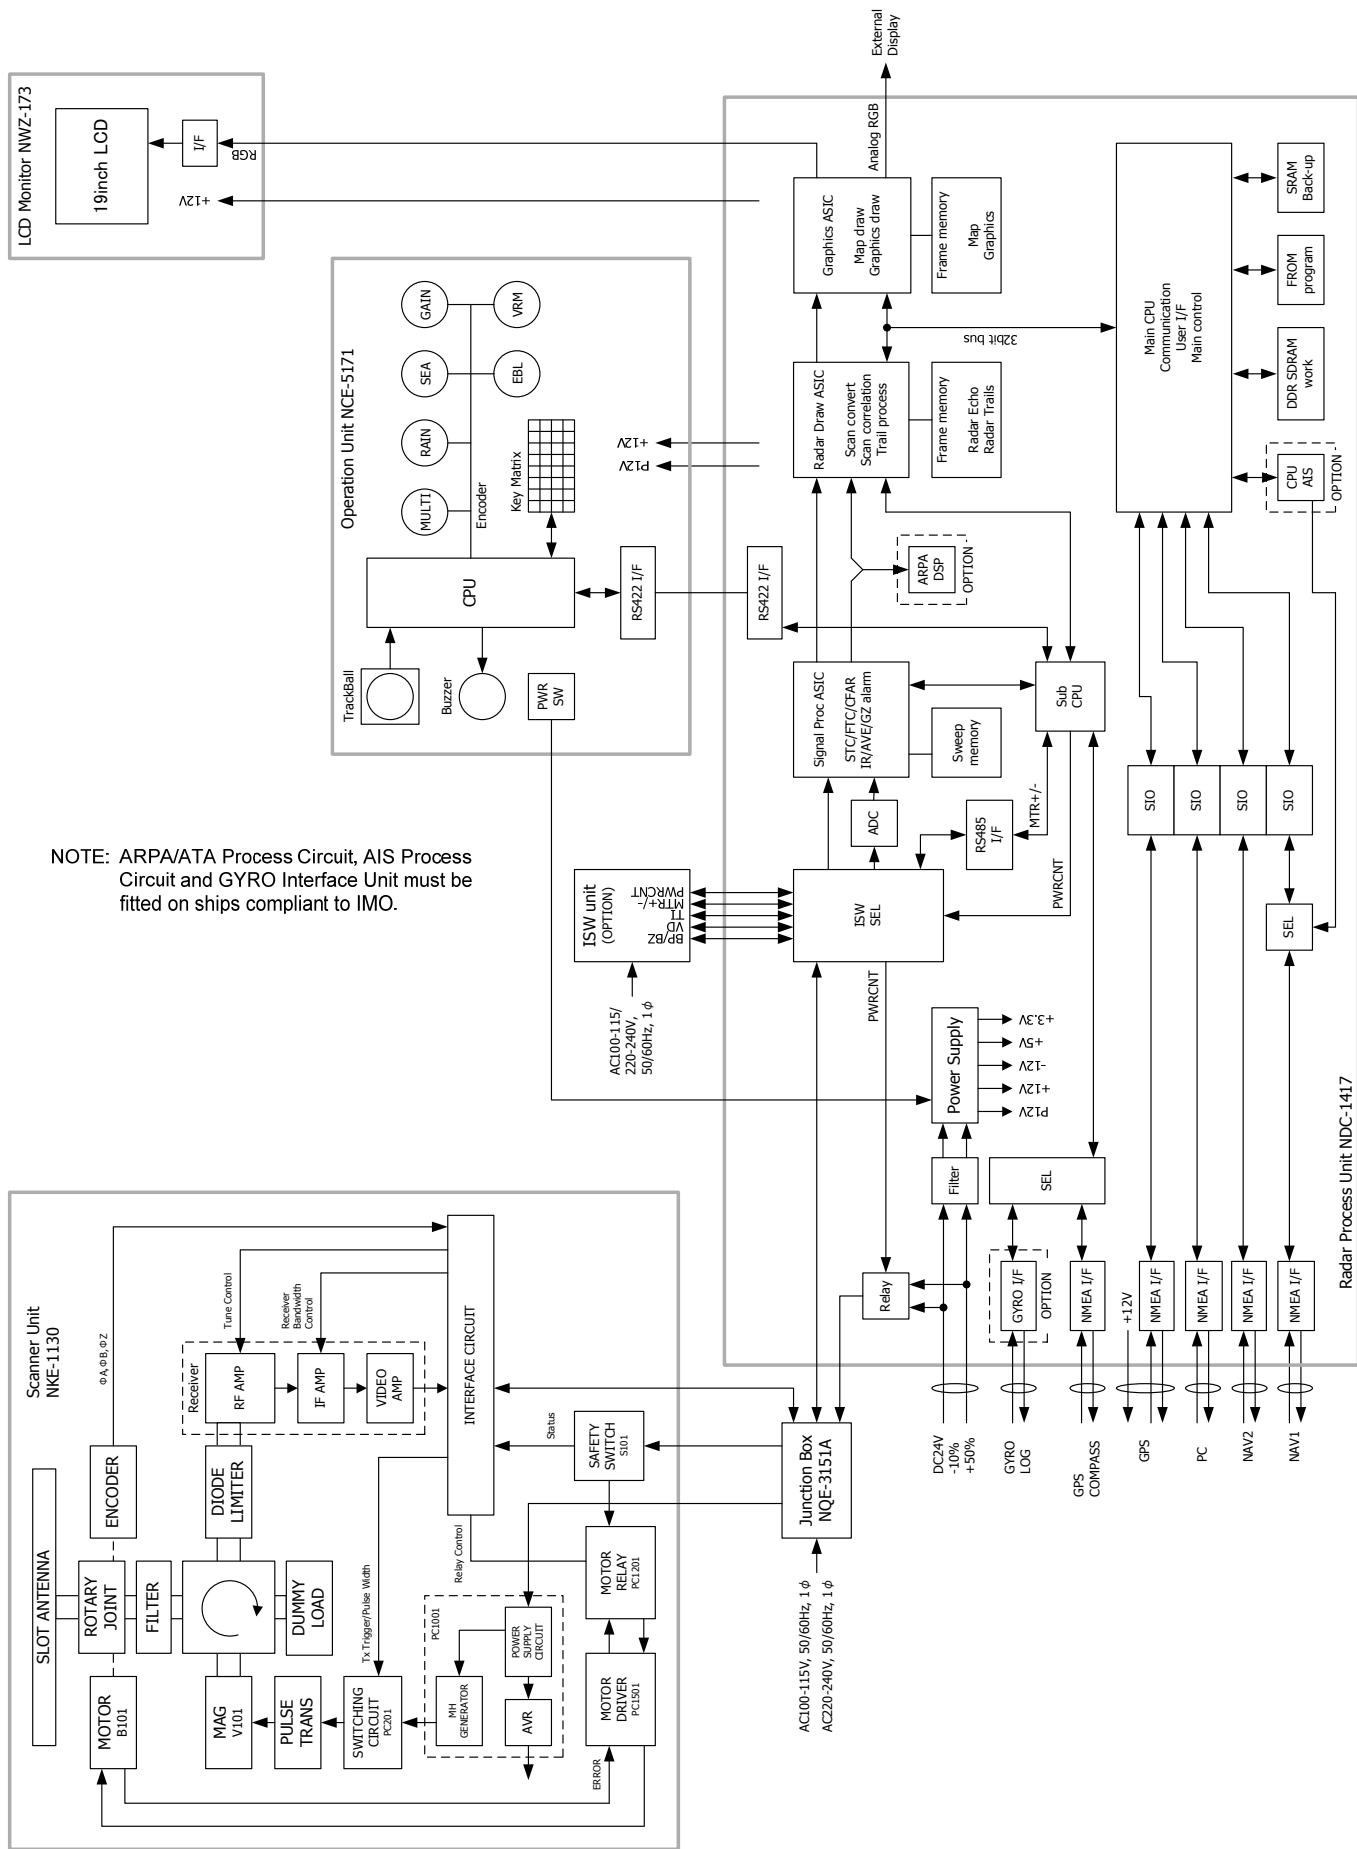 Scanner Unit
NKE-1130
SLOT ANTENNA
MOTOR
B101
ROTARY
JOINT
ENCODER
FILTER
ΦA,ΦB,ΦZ
MAG
V101
DUMMY
LOAD
DIODE
LIMITER
PULSE
TRANS
SWITCHING
CIRCUIT
PC201
Receiver
RF AMP
IF AMP
VIDEO
AMP
Tune Control
Receiver
Bandwidth
Control
Tx Trigger/Pulse Width
INTERFACE CIRCUIT
Relay Control
Status
PC1001
MH
GENERATOR
POWER
SUPPLY
CIRCUIT
AVR
ERROR
MOTOR
DRIVER
PC1501
MOTOR
RELAY
PC1201
SAFETY
SWITCH
S101
Junction Box
NQE-3151A
AC100-115V, 50/60Hz, 1ϕ
AC220-240V, 50/60Hz, 1ϕ
NOTE: ARPA/ATA Process Circuit, AIS Process
Circuit and GYRO Interface Unit must be
fitted on ships compliant to IMO.
LCD Monitor NWZ-173
19inch LCD
I/F
RGB
+12V
Operation Unit NCE-5171
TrackBall
Buzzer
PWR
SW
CPU
MULTI
RAIN
SEA
GAIN
EBL
VRM
Encoder
Key Matrix
RS422 I/F
P12V
+12V
ISW unit
(OPTION)
BP/BZ
VD
TI
MTR+/-
PWRCNT
AC100-115/
220-240V,
50/60Hz, 1ϕ
Radar Process Unit NDC-1417
RS422 I/F
ISW
SEL
ADC
RS485
I/F
MTR+/-
PWRCNT
PWRCNT
Signal Proc ASIC
STC/FTC/CFAR
IR/AVE/GZ alarm
Sweep
memory
Sub
CPU
ARPA
DSP
OPTION
Radar Draw ASIC
Scan convert
Scan correlation
Trail process
Frame memory
Radar Echo
Radar Trails
Graphics ASIC
Map draw
Graphics draw
Frame memory
Map
Graphics
32bit bus
Analog RGB
External
Display
Main CPU
Communication
User I/F
Main control
CPU
AIS
OPTION
DDR SDRAM
work
FROM
program
SRAM
Back-up
Relay
Filter
Power Supply
P12V
+12V
-12V
+5V
+3.3V
SEL
GYRO I/F
OPTION
NMEA I/F
NMEA I/F
NMEA I/F
NMEA I/F
NMEA I/F
+12V
SIO
SIO
SIO
SIO
SEL
DC24V
-10%
+50%
GYRO
LOG
GPS
COMPASS
GPS
PC
NAV2
NAV1